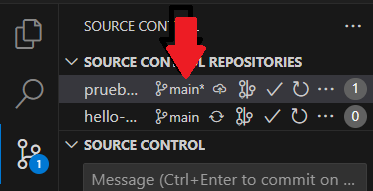 SOURCE CONTROL
SOURCE CONTROL REPOSITORIES
prueb... main* 1
hello-... main 0
1
SOURCE CONTROL
Message (Ctrl+Enter to commit on ...